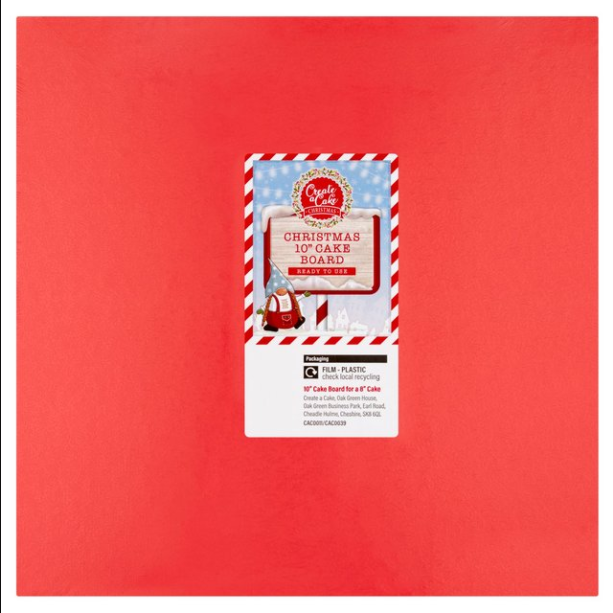 Create
a
Cake
CHRISTMAS
CHRISTMAS
10" CAKE
BOARD
READY TO USE
Packaging
FILM - PLASTIC
check local recycling
10" Cake Board for a 8" Cake
Create a Cake, Oak Green House,
Oak Green Business Park, Earl Road,
Cheadle Hulme, Cheshire, SK8 6QL
CAC0011/CAC0039